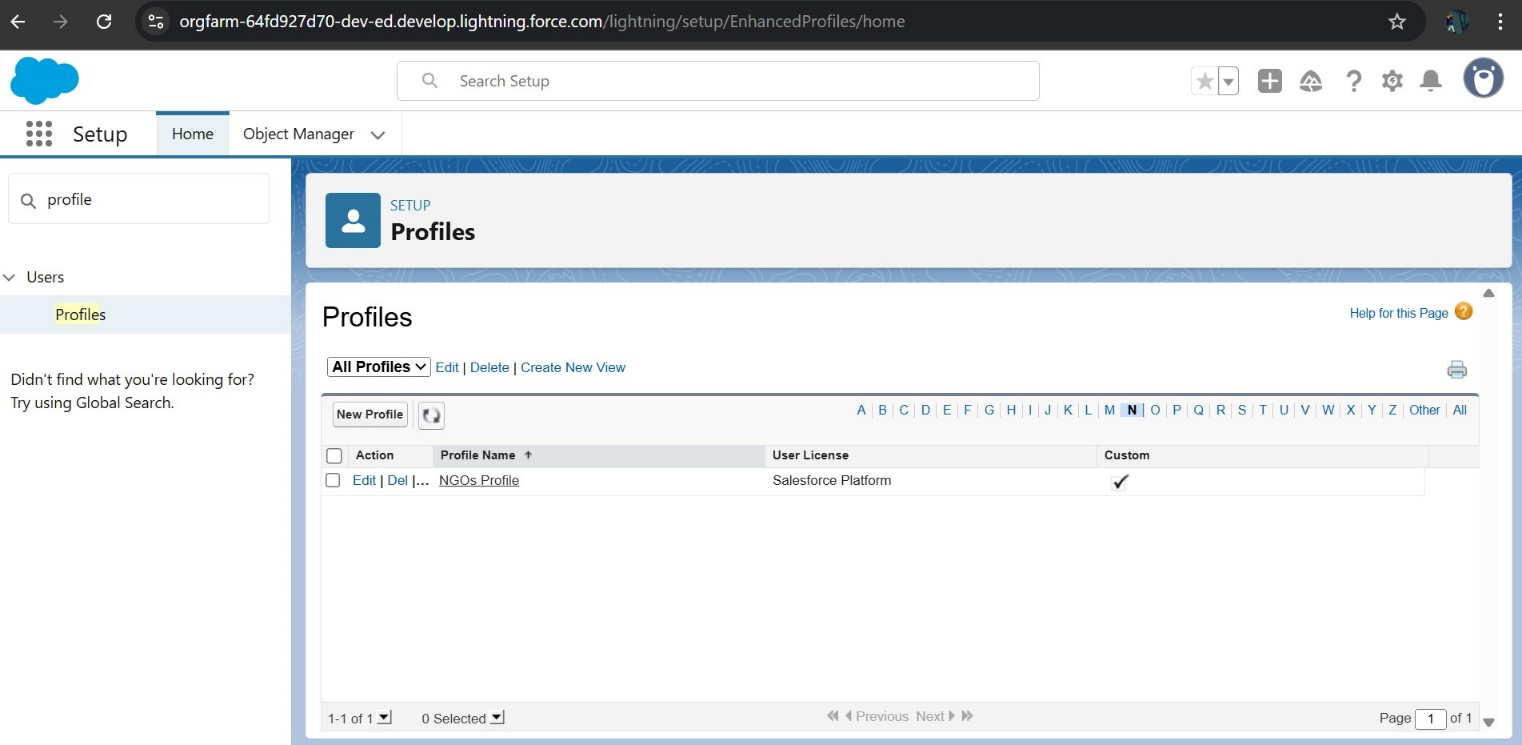 orgfarm-64fd927d70-dev-ed.develop.lightning.force.com/lightning/setup/EnhancedProfiles/home
Search Setup
Setup Home Object Manager
profile
Users
Profiles
Didn't find what you're looking for?
Try using Global Search.
SETUP
Profiles
Profiles
Help for this Page ?
All Profiles Edit | Delete | Create New View
New Profile
A | B | C | D | E | F | G | H | I | J | K | L | M | N | O | P | Q | R | S | T | U | V | W | X | Y | Z | Other | All
Action Profile Name ↑ User License Custom
Edit | Del |... NGOs Profile Salesforce Platform ✓
1-1 of 1 0 Selected Previous Next Page 1 of 1